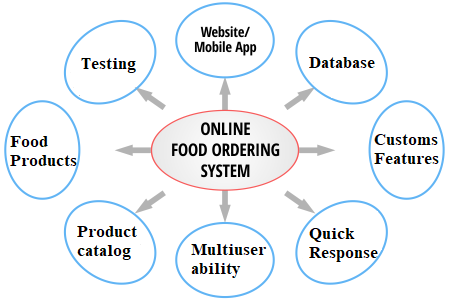 Website/
Mobile App
Testing
Database
ONLINE
FOOD ORDERING
SYSTEM
Food
Products
Customs
Features
Product
catalog
Multiuser
ability
Quick
Response